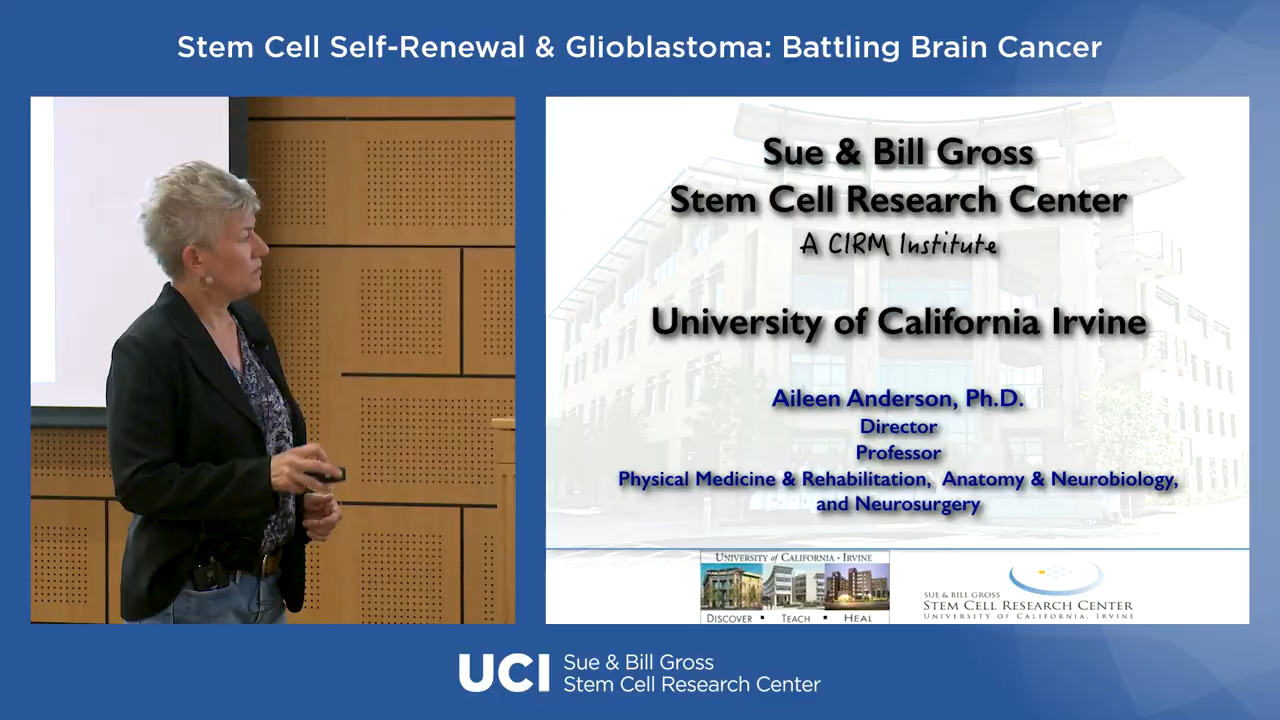 Stem Cell Self-Renewal & Glioblastoma: Battling Brain Cancer
Sue & Bill Gross
Stem Cell Research Center
A CIRM Institute
University of California Irvine
Aileen Anderson, Ph.D.
Director
Professor
Physical Medicine & Rehabilitation, Anatomy & Neurobiology,
and Neurosurgery
UNIVERSITY of CALIFORNIA • IRVINE
DISCOVER • TEACH • HEAL
SUE & BILL GROSS
STEM CELL RESEARCH CENTER
UNIVERSITY OF CALIFORNIA, IRVINE
UCI
Sue & Bill Gross
Stem Cell Research Center